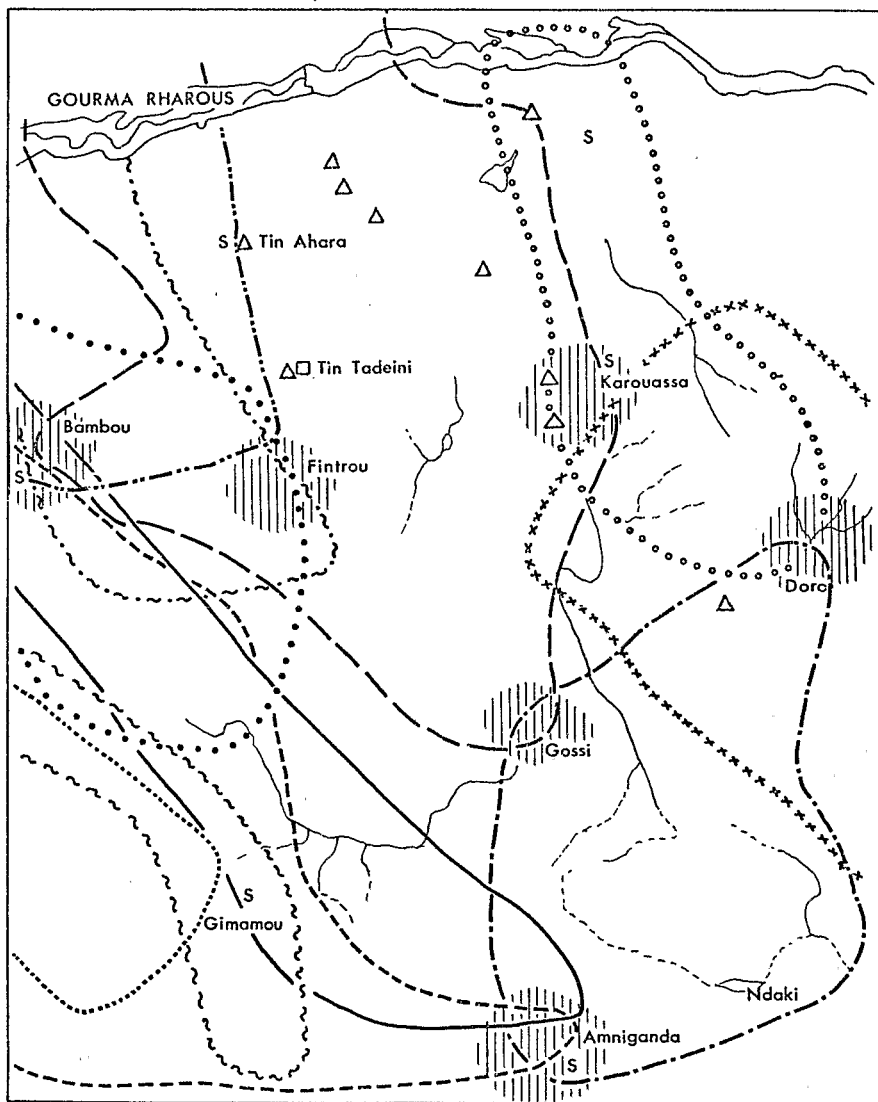 GOURMA RHAROUS
S
S Tin Ahara
Tin Tadeini
S
Karouassa
Bambou
Fintrou
S
Doro
Gossi
S
Gimamou
Ndaki
Amniganda
S